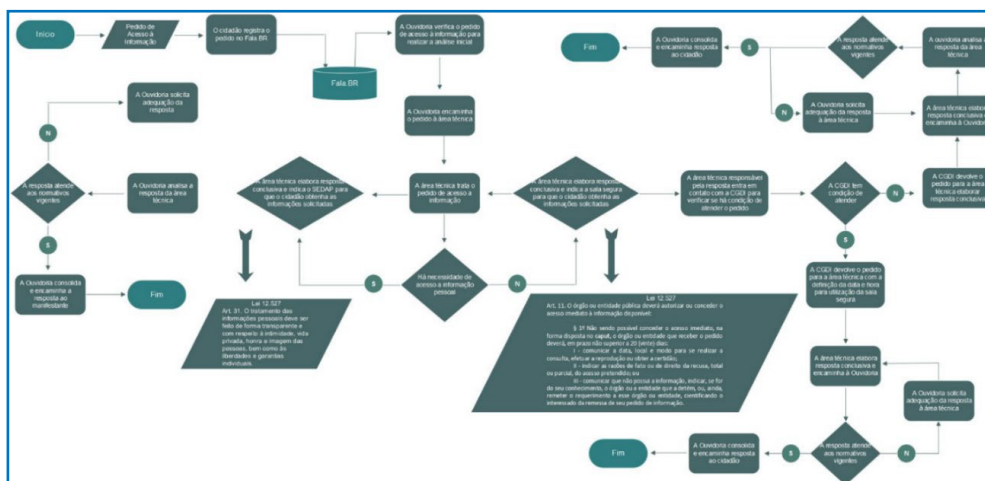 Início
Pedido de
Acesso à
Informação
O cidadão registra o
pedido no Fala BR
Fala.BR
A Ouvidoria verifica o pedido
de acesso à informação para
realizar a análise inicial
A Ouvidoria encaminha
o pedido à área técnica
A área técnica trata o
pedido de acesso a
informação
Há necessidade de
acesso a informação
pessoal
S
N
A área técnica elabora resposta
conclusiva e indica o SEDAP para
que o cidadão obtenha as
informações solicitadas
Lei 12.527
Art. 31. O tratamento das
informações pessoais deve ser
feito de forma transparente e
com respeito à intimidade, vida
privada, honra e imagem das
pessoas, bem como às
liberdades e garantias
individuais.
A Ouvidoria analisa a
resposta da área
técnica
A resposta atende
aos normativos
vigentes
N
A Ouvidoria solicita
adequação da
resposta
S
A Ouvidoria consolida
e encaminha a
resposta ao
manifestante
Fim
A área técnica elabora resposta
conclusiva e indica a sala segura
para que o cidadão obtenha as
informações solicitadas
Lei 12.527
Art. 11. O órgão ou entidade pública deverá autorizar ou conceder o
acesso imediato à informação disponível:
§ 1º Não sendo possível conceder o acesso imediato, na
forma disposta no caput, o órgão ou entidade que receber o pedido
deverá, em prazo não superior a 20 (vinte) dias:
I - comunicar a data, local e modo para se realizar a
consulta, efetuar a reprodução ou obter a certidão;
II - indicar as razões de fato ou de direito da recusa, total
ou parcial, do acesso pretendido; ou
III - comunicar que não possui a informação, indicar, se for
do seu conhecimento, o órgão ou a entidade que a detém, ou, ainda,
remeter o requerimento a esse órgão ou entidade, cientificando o
interessado da remessa de seu pedido de informação.
A área técnica responsável
pela resposta entra em
contato com a CGDI para
verificar se há condição de
atender o pedido
A CGDI tem
condição de
atender
N
A CGDI devolve o
pedido para a área
técnica elaborar
resposta conclusiva
A área técnica elabora
resposta conclusiva e
encaminha à Ouvidoria
A ouvidoria analisa a
resposta da área
técnica
A resposta atende
aos normativos
vigentes
N
A Ouvidoria solicita
adequação da resposta
à área técnica
S
A Ouvidoria consolida
e encaminha resposta
ao cidadão
Fim
S
A CGDI devolve o pedido
para a área técnica com a
definição da data e hora
para utilização da sala
segura
A área técnica elabora
resposta conclusiva e
encaminha à Ouvidoria
A resposta atende
aos normativos
vigentes
N
A Ouvidoria solicita
adequação da resposta
à área técnica
S
A Ouvidoria consolida
e encaminha resposta
ao cidadão
Fim